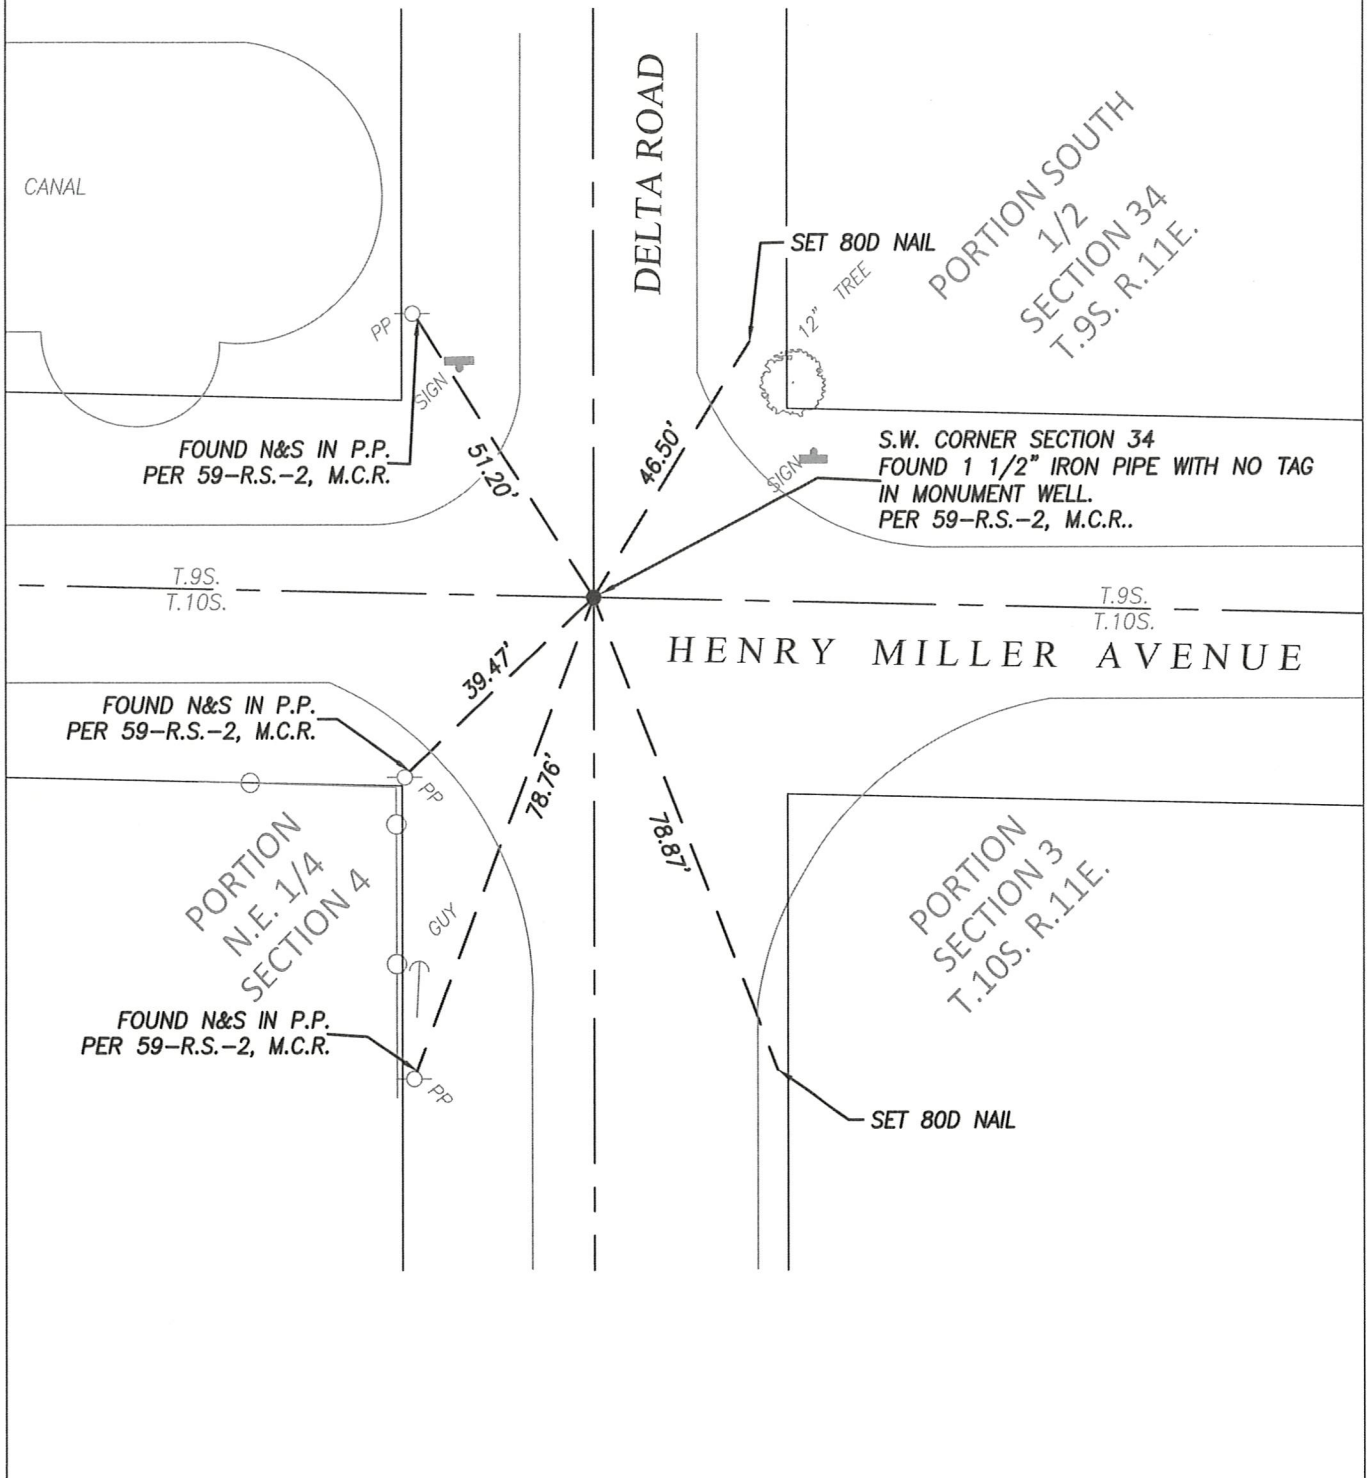 DELTA ROAD
CANAL
PORTION SOUTH
1/2
SECTION 34
T.9S. R.11E.
SET 80D NAIL
12" TREE
PP
SIGN
FOUND N&S IN P.P.
PER 59-R.S.-2, M.C.R.
51.20'
46.50'
SIGN
S.W. CORNER SECTION 34
FOUND 1 1/2" IRON PIPE WITH NO TAG
IN MONUMENT WELL.
PER 59-R.S.-2, M.C.R..
T.9S.
T.10S.
T.9S.
T.10S.
HENRY MILLER AVENUE
39.47'
FOUND N&S IN P.P.
PER 59-R.S.-2, M.C.R.
PP
78.76'
78.87'
PORTION
N.E. 1/4
SECTION 4
GUY
PORTION
SECTION 3
T.10S. R.11E.
FOUND N&S IN P.P.
PER 59-R.S.-2, M.C.R.
PP
SET 80D NAIL